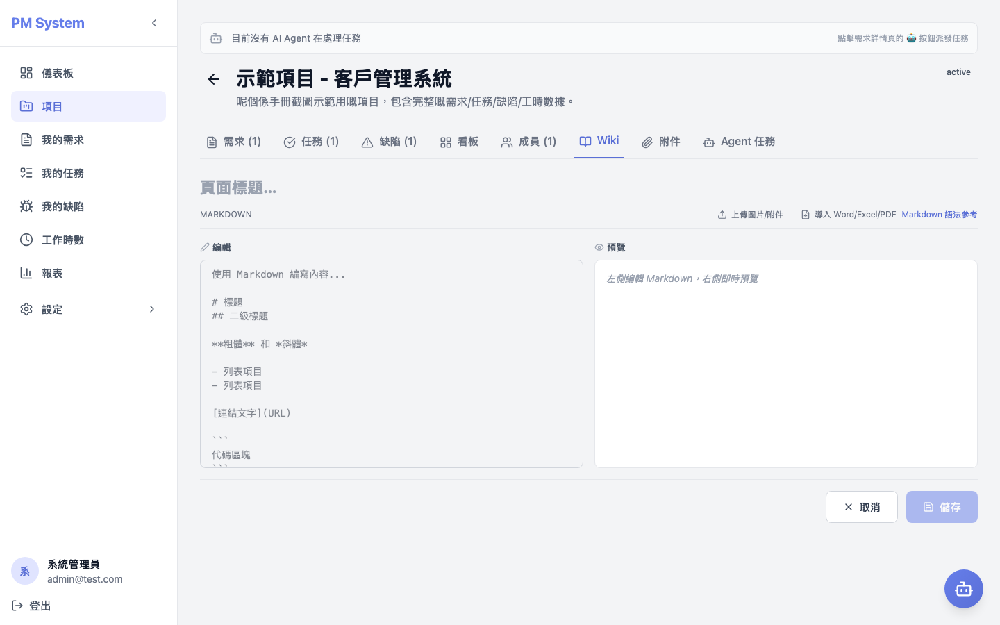 PM System
目前沒有 AI Agent 在處理任務
點擊需求詳情頁的 🤖 按鈕派發任務
儀表板
項目
我的需求
我的任務
我的缺陷
工作時數
報表
設定
系
系統管理員
admin@test.com
登出
示範項目 - 客戶管理系統
active
呢個係手冊截圖示範用嘅項目，包含完整嘅需求/任務/缺陷/工時數據。
需求 (1)
任務 (1)
缺陷 (1)
看板
成員 (1)
Wiki
附件
Agent 任務
頁面標題...
MARKDOWN
上傳圖片/附件
導入 Word/Excel/PDF
Markdown 語法參考
編輯
使用 Markdown 編寫內容...
# 標題
## 二級標題
**粗體** 和 *斜體*
- 列表項目
- 列表項目
[連結文字](URL)
```
代碼區塊
```
預覽
左側編輯 Markdown，右側即時預覽
取消
儲存